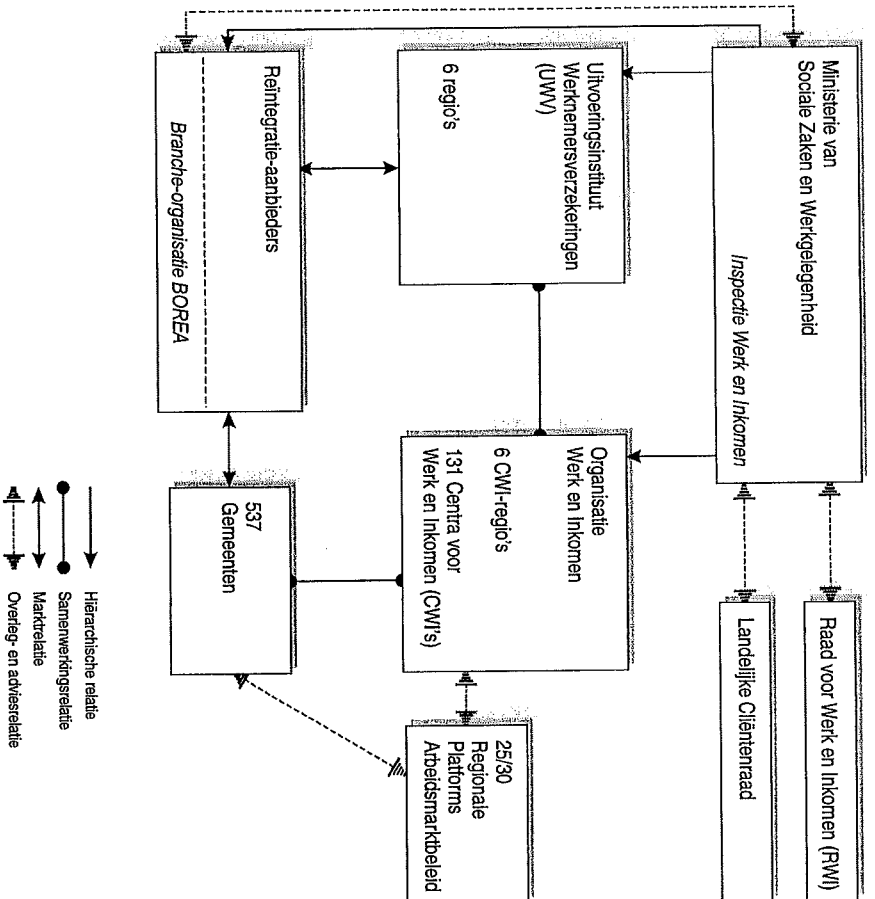 Ministerie van
Sociale Zaken en Werkgelegenheid
Inspectie Werk en Inkomen
Raad voor Werk en Inkomen (RWI)
Landelijke Cliëntenraad
Uitvoeringsinstituut
Werknemersverzekeringen
(UWV)
6 regio's
Organisatie
Werk en Inkomen
6 CWI-regio's
131 Centra voor
Werk en Inkomen (CWI's)
25/30
Regionale
Platforms
Arbeidsmarktbeleid
Reïntegratie-aanbieders
Branche-organisatie BOREA
537
Gemeenten
Hiërarchische relatie
Samenwerkingsrelatie
Marktrelatie
Overleg- en adviesrelatie